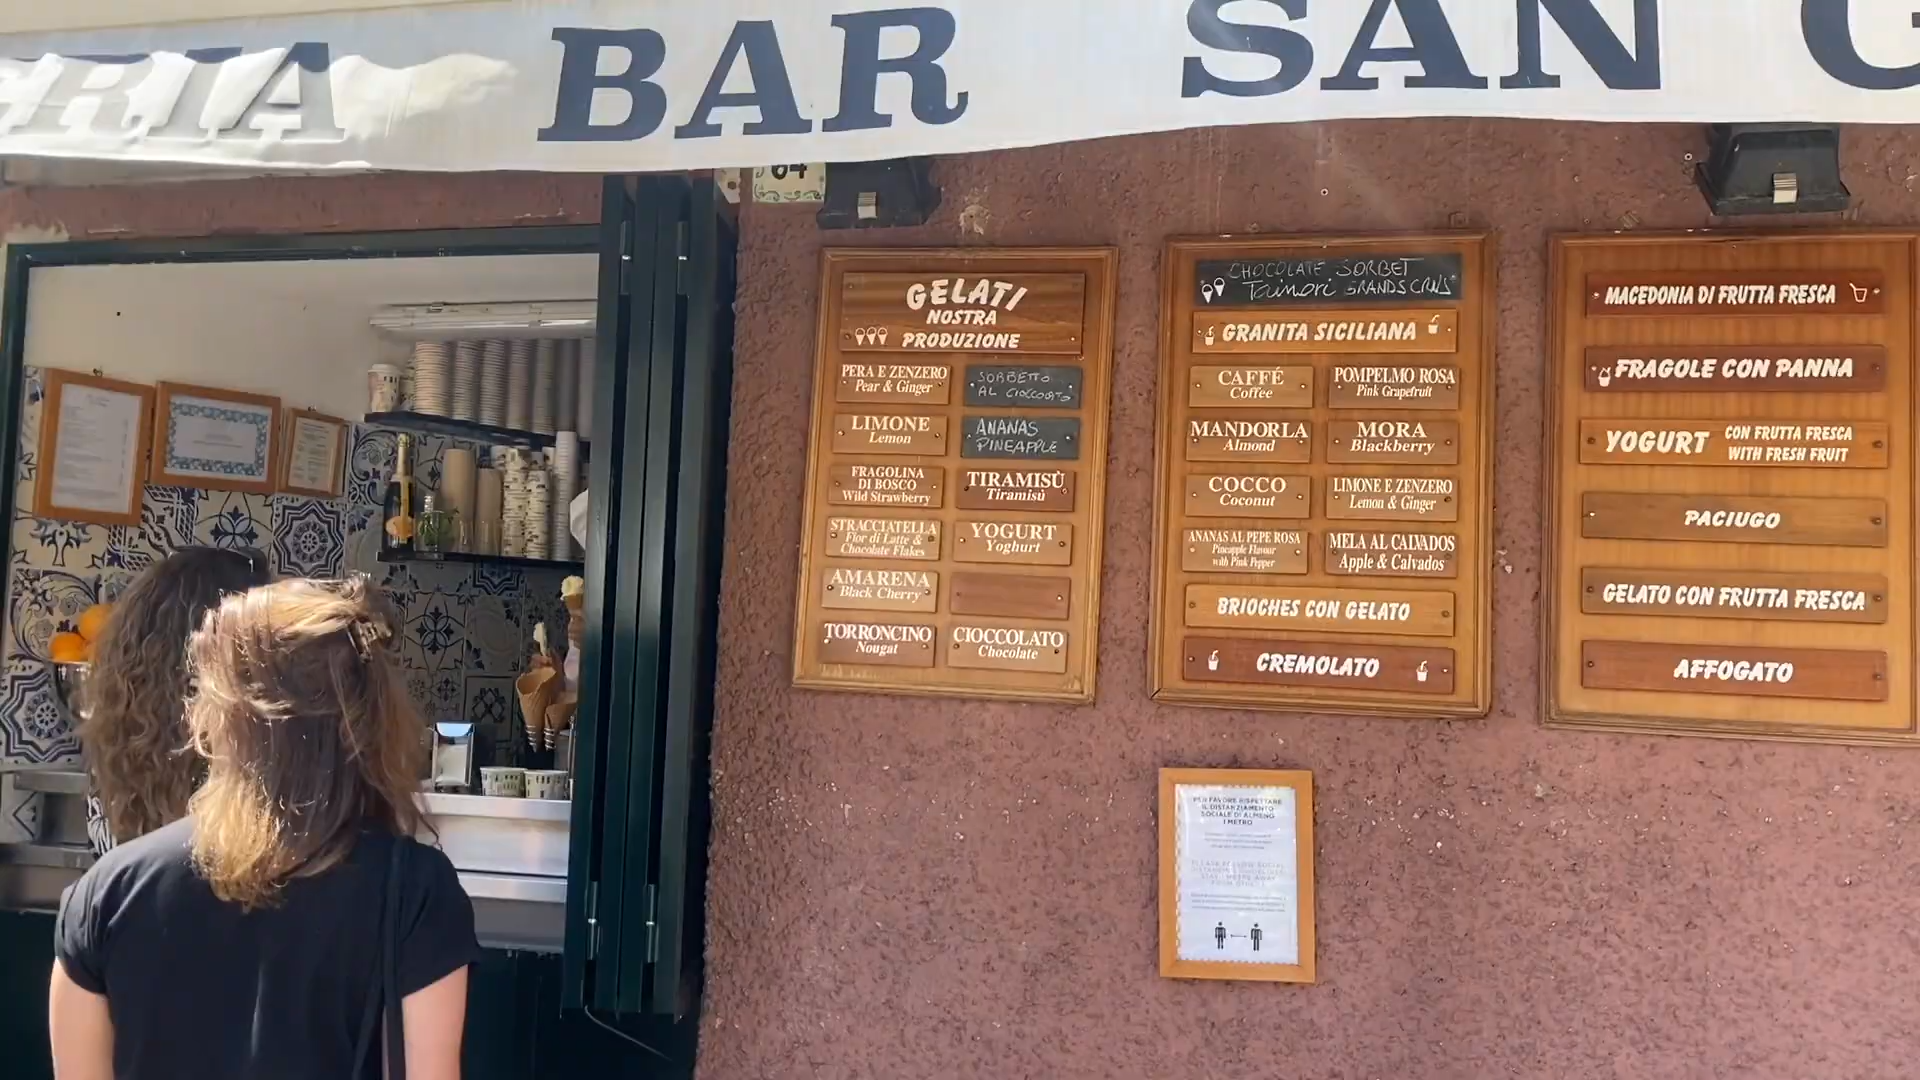 RIA BAR SAN G
64
GELATI
NOSTRA
PRODUZIONE
PERA E ZENZERO
Pear & Ginger
SORBETTO
AL CIOCCOLATO
LIMONE
Lemon
ANANAS
PINEAPPLE
FRAGOLINA
DI BOSCO
Wild Strawberry
TIRAMISÙ
Tiramisù
STRACCIATELLA
Fior di Latte &
Chocolate Flakes
YOGURT
Yoghurt
AMARENA
Black Cherry
TORRONCINO
Nougat
CIOCCOLATO
Chocolate
CHOCOLATE SORBET
GRANDS CRUS
GRANITA SICILIANA
CAFFÉ
Coffee
POMPELMO ROSA
Pink Grapefruit
MANDORLA
Almond
MORA
Blackberry
COCCO
Coconut
LIMONE E ZENZERO
Lemon & Ginger
ANANAS AL PEPE ROSA
Pineapple Flavour
with Pink Pepper
MELA AL CALVADOS
Apple & Calvados
BRIOCHES CON GELATO
CREMOLATO
MACEDONIA DI FRUTTA FRESCA
FRAGOLE CON PANNA
YOGURT CON FRUTTA FRESCA
WITH FRESH FRUIT
PACIUGO
GELATO CON FRUTTA FRESCA
AFFOGATO
PER FAVORE RISPETTARE
IL DISTANZIAMENTO
SOCIALE DI ALMENO
1 METRO